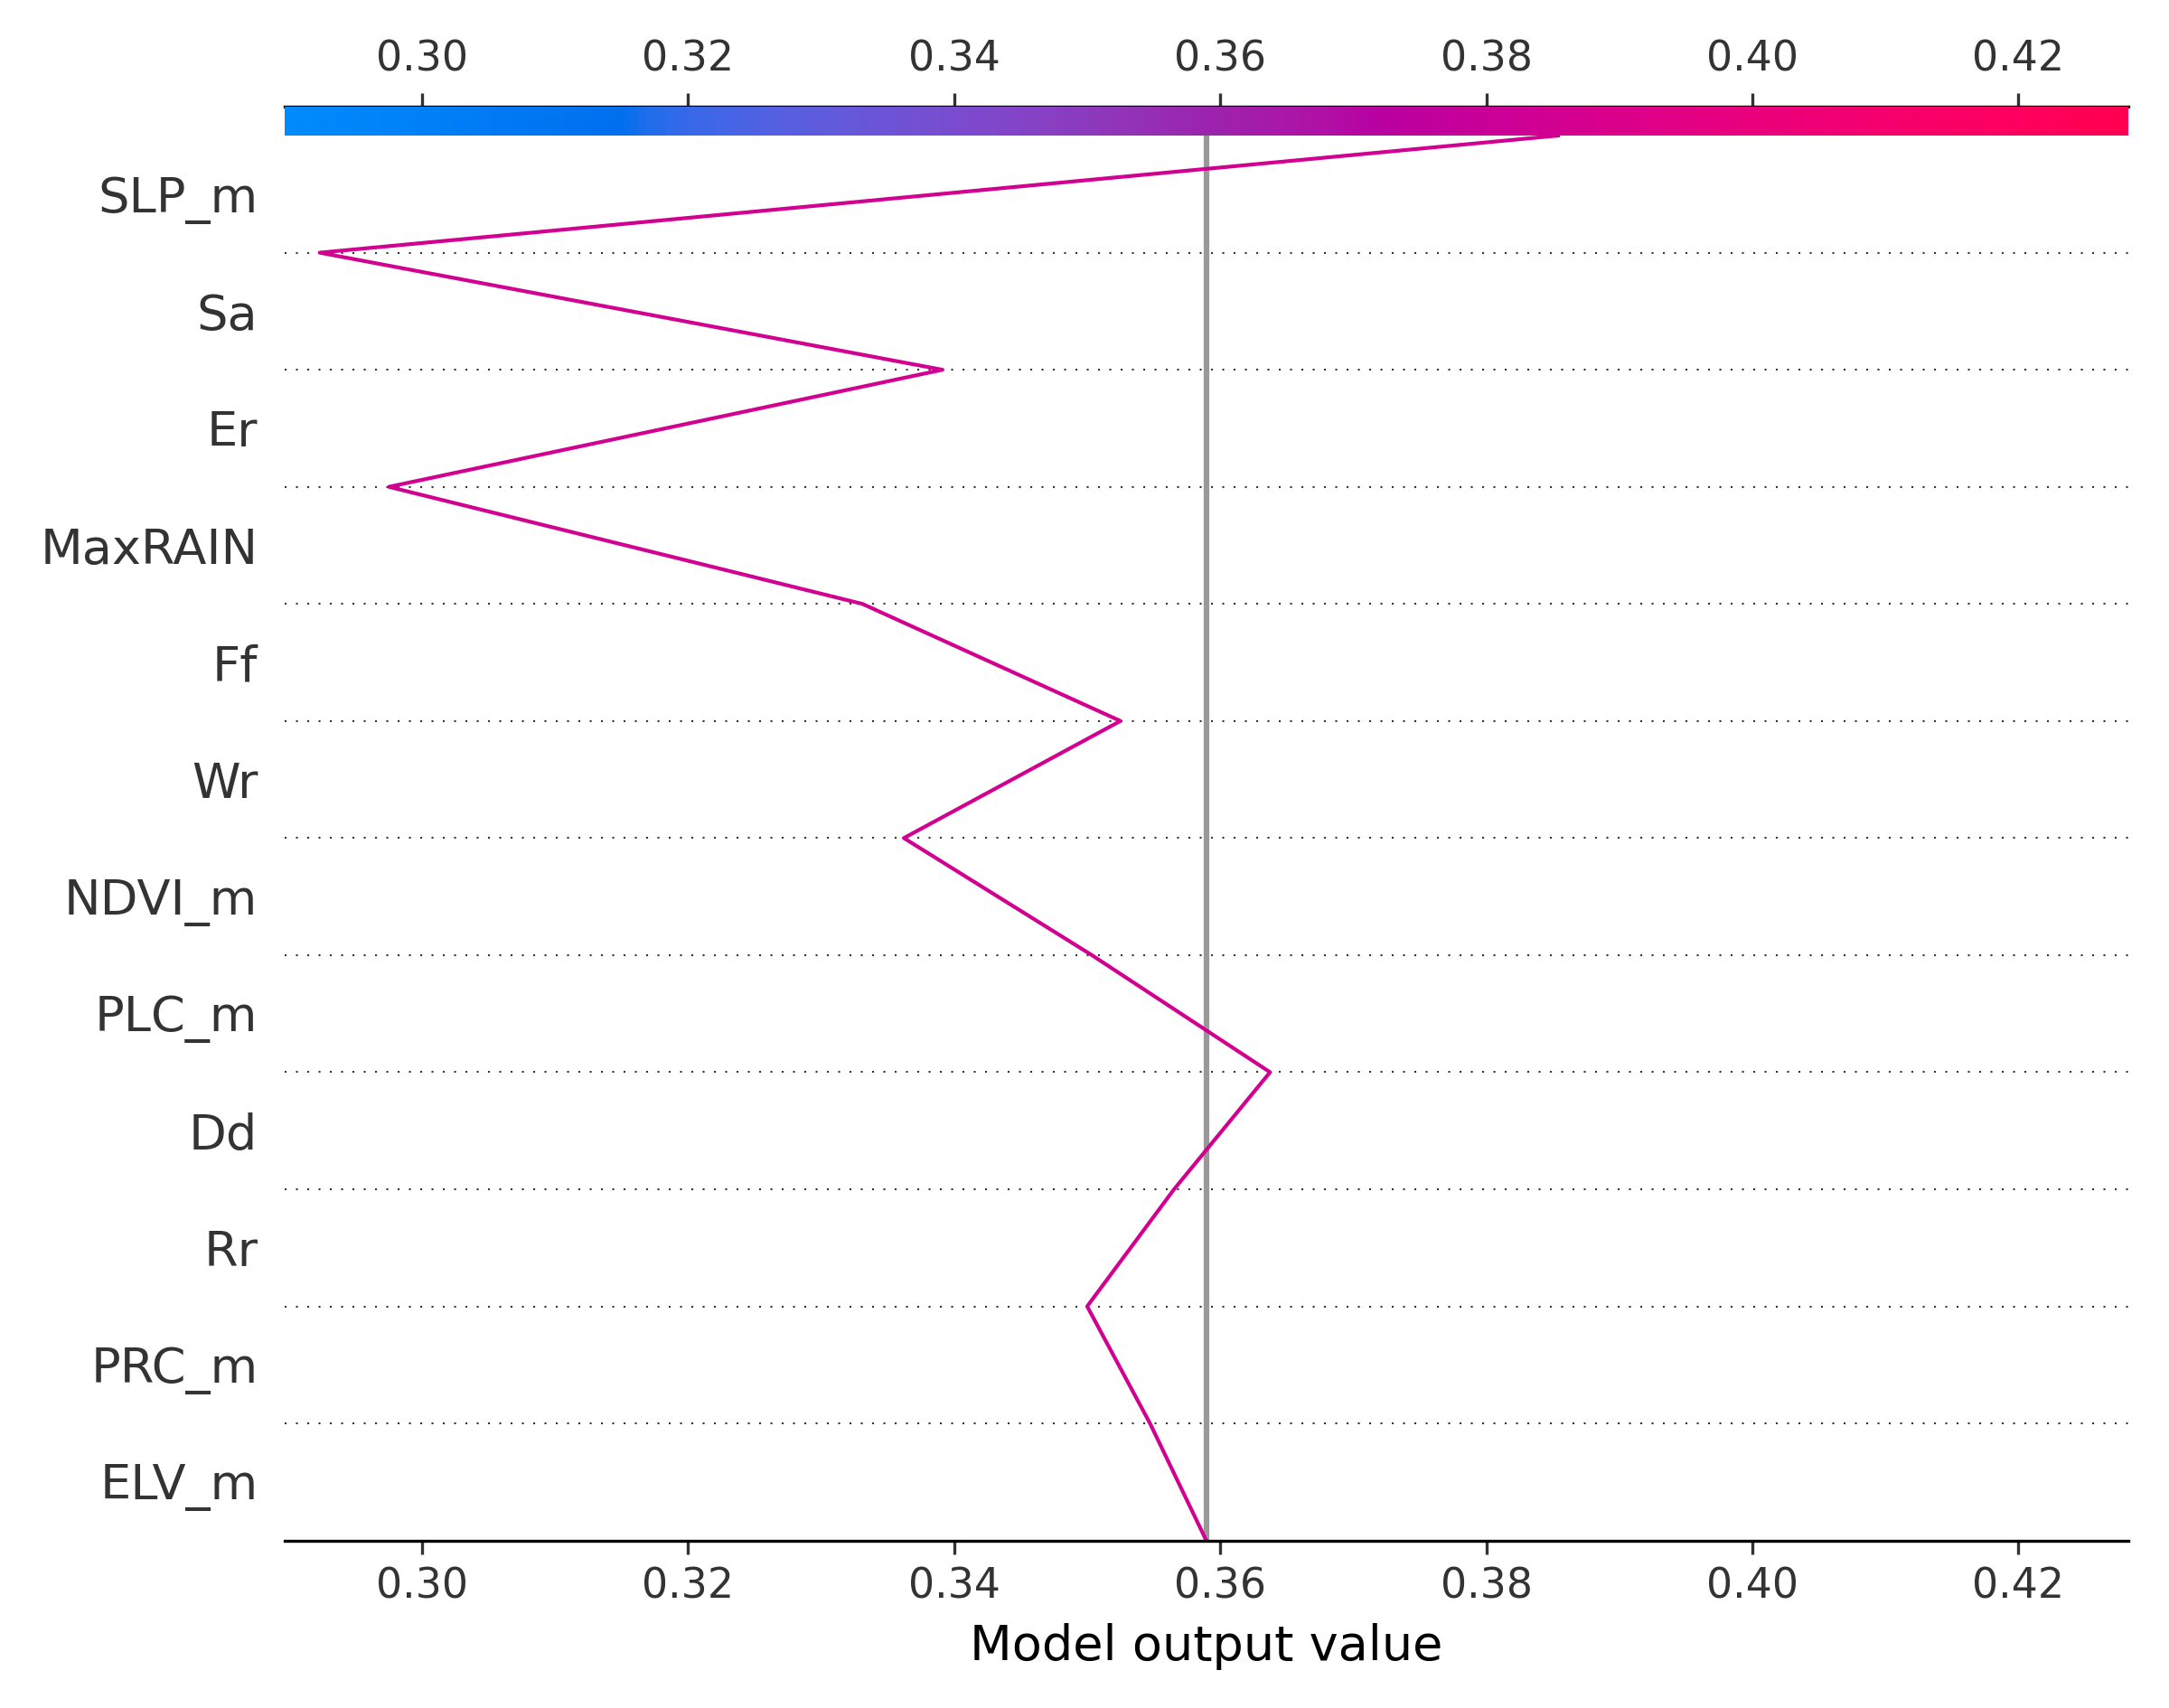 0.30 0.32 0.34 0.36 0.38 0.40 0.42
SLP_m
Sa
Er
MaxRAIN
Ff
Wr
NDVI_m
PLC_m
Dd
Rr
PRC_m
ELV_m
0.30 0.32 0.34 0.36 0.38 0.40 0.42
Model output value